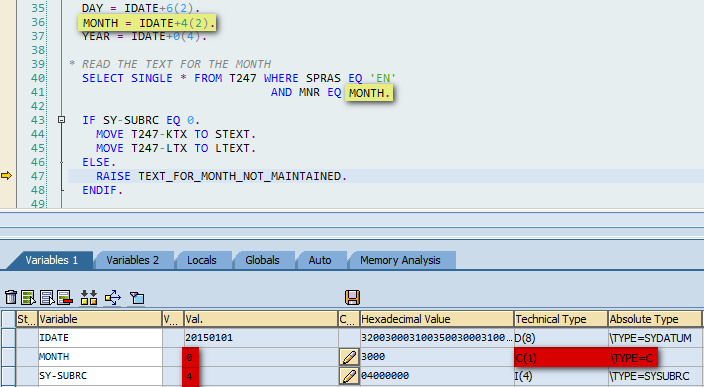 35 DAY = IDATE+6(2).
36 MONTH = IDATE+4(2).
37 YEAR = IDATE+0(4).
38
39 * READ THE TEXT FOR THE MONTH
40 SELECT SINGLE * FROM T247 WHERE SPRAS EQ 'EN'
41 AND MNR EQ MONTH.
42
43 IF SY-SUBRC EQ 0.
44 MOVE T247-KTX TO STEXT.
45 MOVE T247-LTX TO LTEXT.
46 ELSE.
47 RAISE TEXT_FOR_MONTH_NOT_MAINTAINED.
48 ENDIF.
49
Variables 1 Variables 2 Locals Globals Auto Memory Analysis
St... Variable V... Val. C... Hexadecimal Value Technical Type Absolute Type
IDATE 20150101 32003000310035003000310... D(8) \TYPE=SYDATUM
MONTH 0 3000 C(1) \TYPE=C
SY-SUBRC 4 04000000 I(4) \TYPE=SYSUBRC